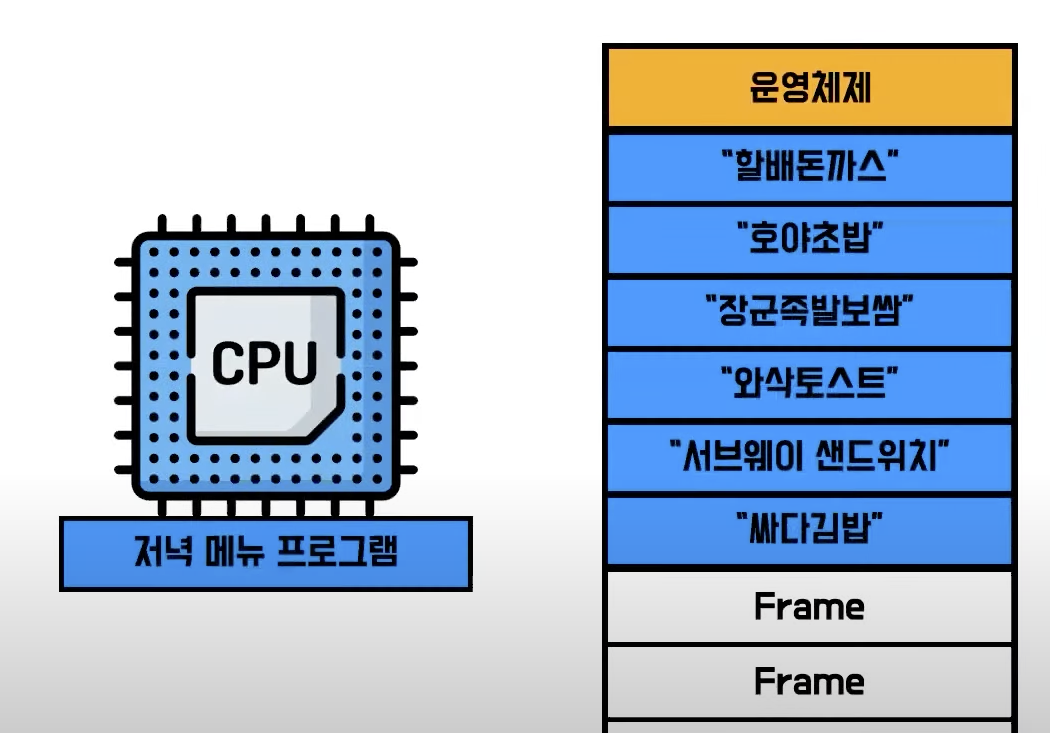 운영체제
"할배돈까스"
"호야초밥"
"장군족발보쌈"
"와삭토스트"
"서브웨이 샌드위치"
"싸다김밥"
Frame
Frame
CPU
저녁 메뉴 프로그램